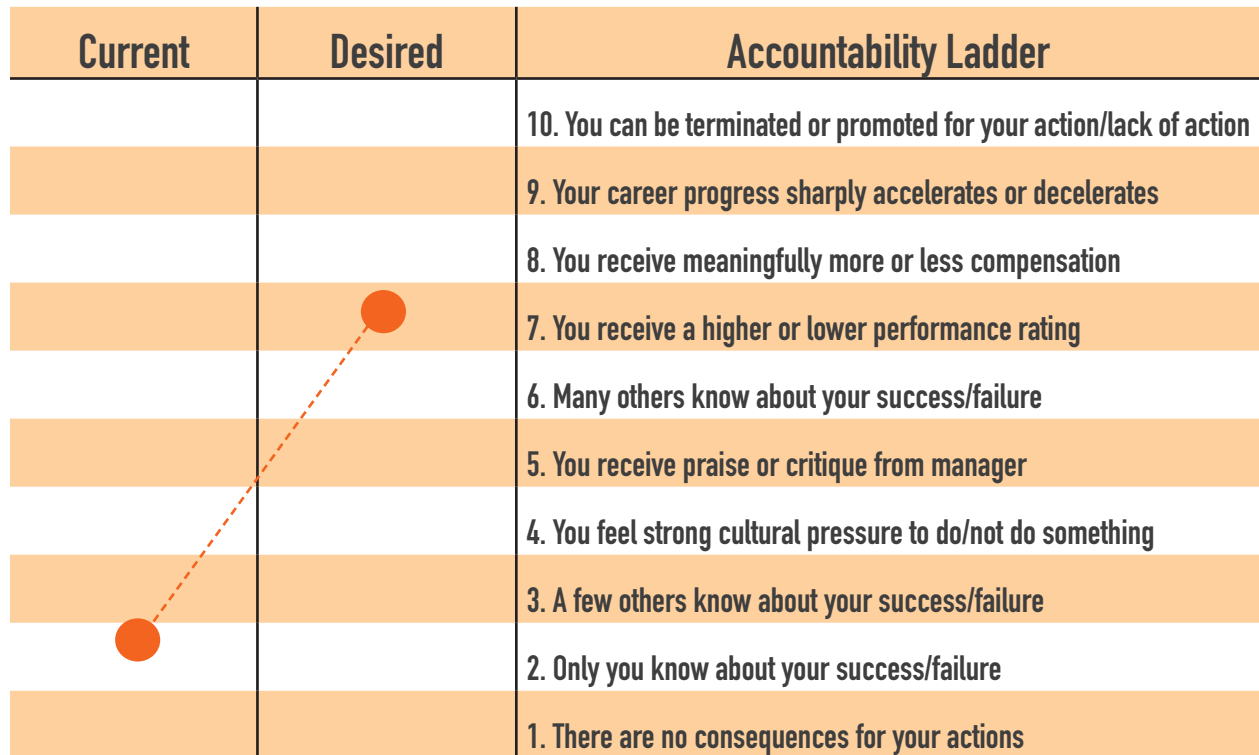 Current Desired Accountability Ladder
10. You can be terminated or promoted for your action/lack of action
9. Your career progress sharply accelerates or decelerates
8. You receive meaningfully more or less compensation
7. You receive a higher or lower performance rating
6. Many others know about your success/failure
5. You receive praise or critique from manager
4. You feel strong cultural pressure to do/not do something
3. A few others know about your success/failure
2. Only you know about your success/failure
1. There are no consequences for your actions